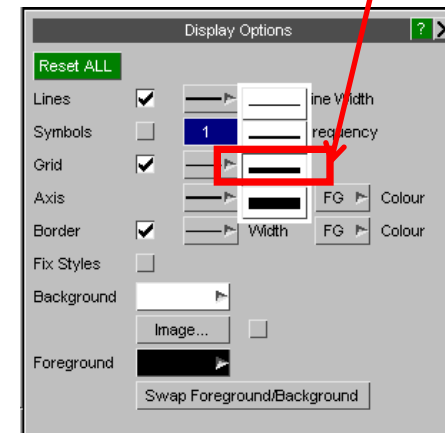 Display Options ? X
Reset ALL
Lines ine Width
Symbols 1 requency
Grid
Axis FG Colour
Border Width FG Colour
Fix Styles
Background
Image...
Foreground
Swap Foreground/Background